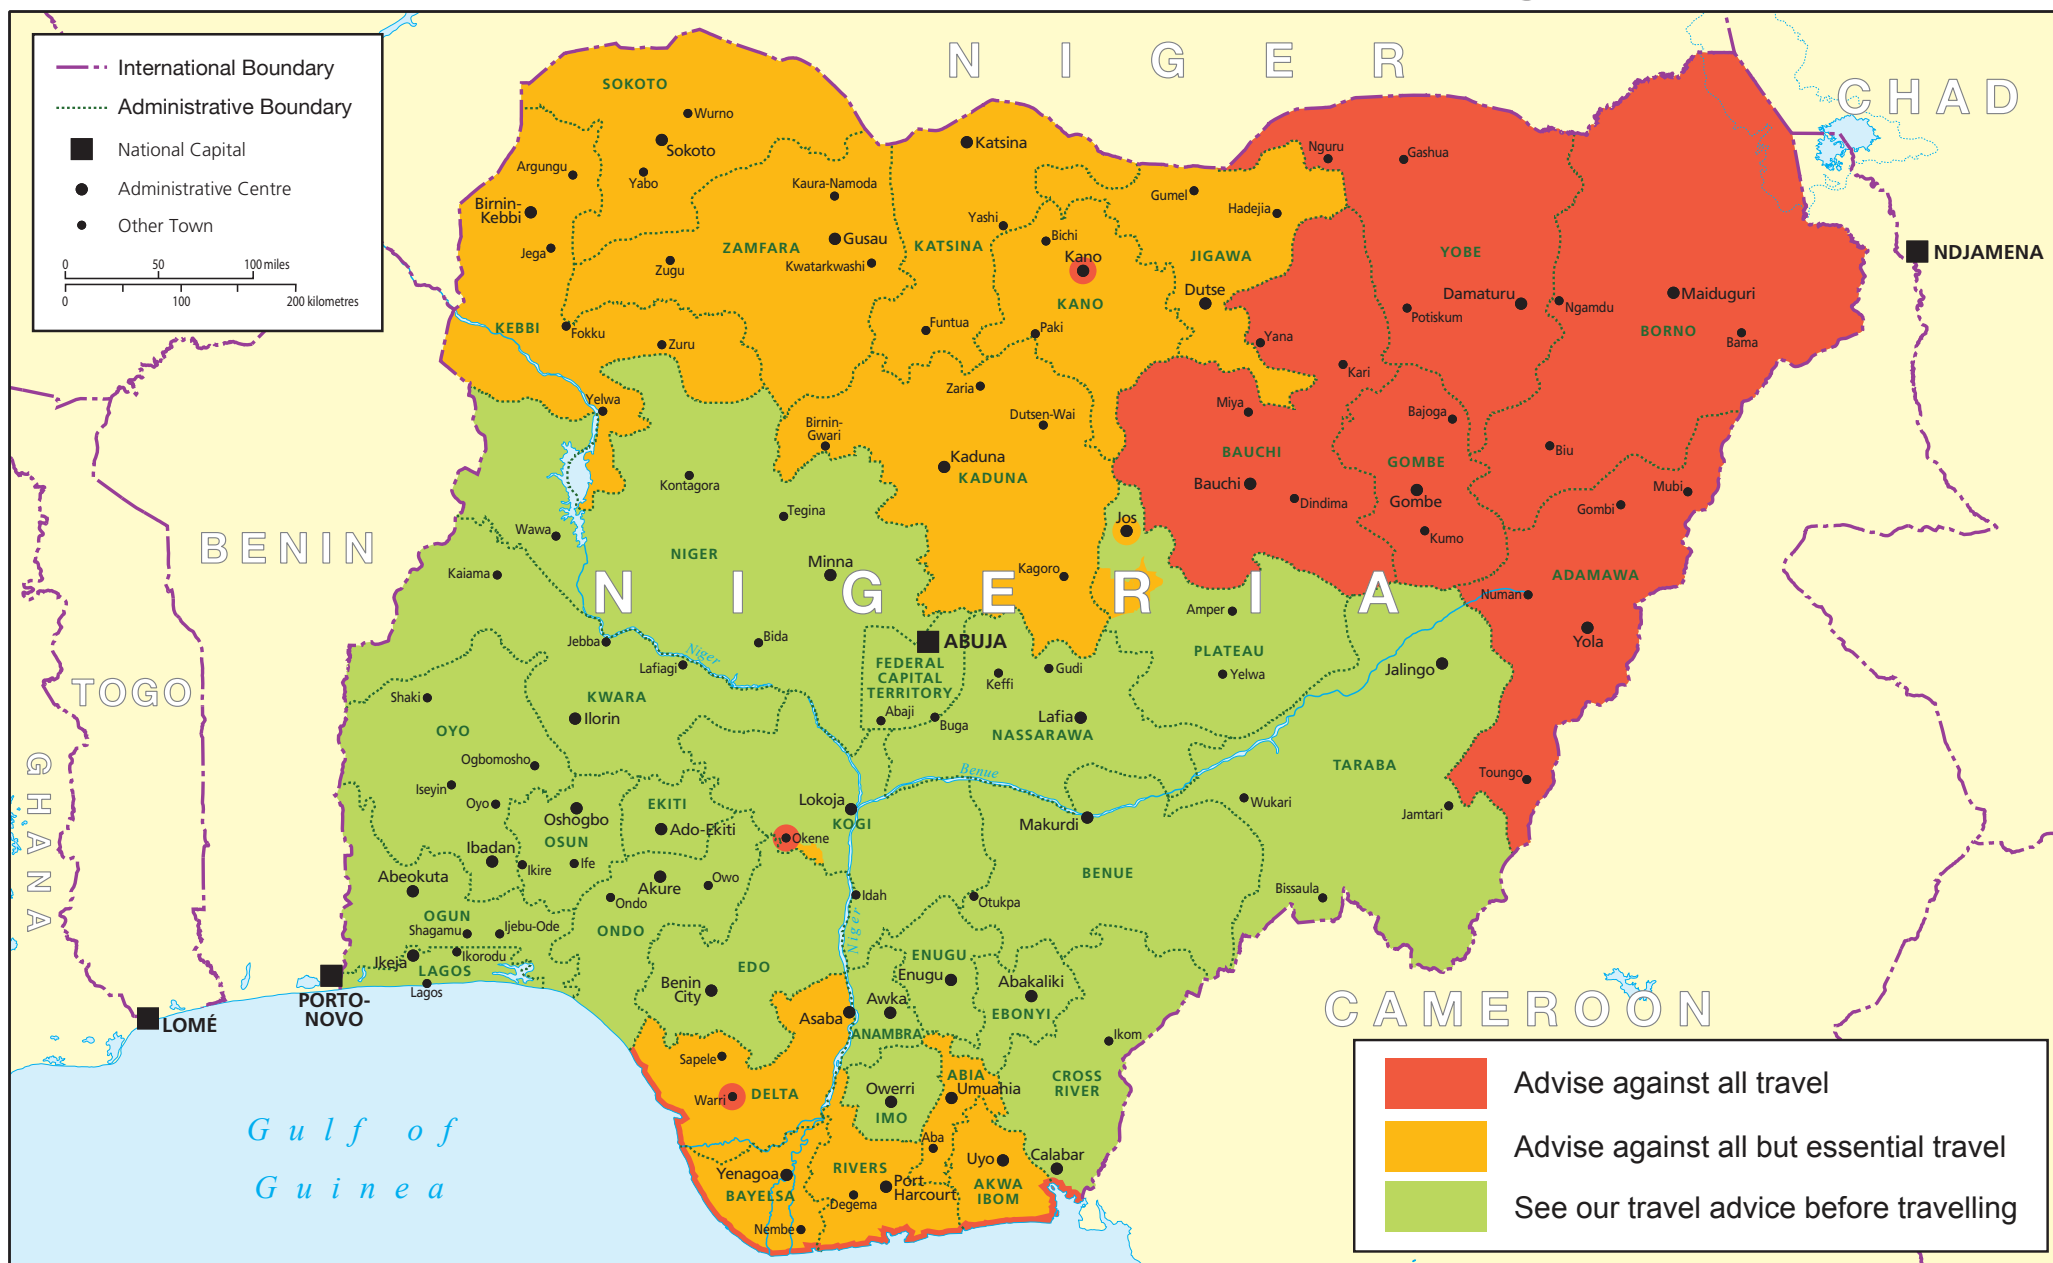 International Boundary
Administrative Boundary
National Capital
Administrative Centre
Other Town
0 50 100 miles
0 100 200 kilometres
NIGER
CHAD
NDJAMENA
BENIN
TOGO
GHANA
LOMÉ
PORTO-
NOVO
NIGERIA
CAMEROON
Gulf of
Guinea
SOKOTO
Wurno
Sokoto
Argungu
Yabo
Birnin-
Kebbi
Jega
Zugu
KEBBI
Fokku
Zuru
Yelwa
Kaura-Namoda
ZAMFARA
Gusau
Kwatarkwashi
Katsina
Yashi
KATSINA
Funtua
Bichi
Kano
KANO
Paki
Gumel
Hadejia
JIGAWA
Dutse
Nguru
Gashua
YOBE
Damaturu
Potiskum
Ngamdu
Maiduguri
BORNO
Bama
Yana
Kari
Miya
BAUCHI
Bauchi
Dindima
Bajoga
GOMBE
Gombe
Kumo
Biu
Mubi
Gombi
ADAMAWA
Numan
Yola
Toungo
Zaria
Dutsen-Wai
Birnin-
Gwari
Kaduna
KADUNA
Kagoro
Jos
Amper
PLATEAU
Yelwa
Kontagora
Tegina
NIGER
Minna
Wawa
Kaiama
Jebba
Bida
Lafiagi
Niger
ABUJA
FEDERAL
CAPITAL
TERRITORY
Abaji
Buga
Keffi
Gudi
Lafia
NASSARAWA
Jalingo
TARABA
Wukari
Jamtari
Bissaula
Shaki
KWARA
Ilorin
OYO
Ogbomosho
Iseyin
Oyo
Oshogbo
OSUN
Ibadan
Ikire
Ife
EKITI
Ado-Ekiti
Lokoja
KOGI
Okene
Benue
Makurdi
BENUE
Abeokuta
OGUN
Shagamu
Ijebu-Ode
Ikeja
Ikorodu
LAGOS
Lagos
Akure
Owo
Ondo
ONDO
Idah
Niger
Otukpa
EDO
Benin
City
ENUGU
Enugu
Abakaliki
EBONYI
Awka
ANAMBRA
Asaba
Ikom
Sapele
Warri
DELTA
Owerri
IMO
ABIA
Umuahia
CROSS
RIVER
Aba
Yenagoa
BAYELSA
Nembe
RIVERS
Degema
Port
Harcourt
Uyo
AKWA
IBOM
Calabar
Advise against all travel
Advise against all but essential travel
See our travel advice before travelling